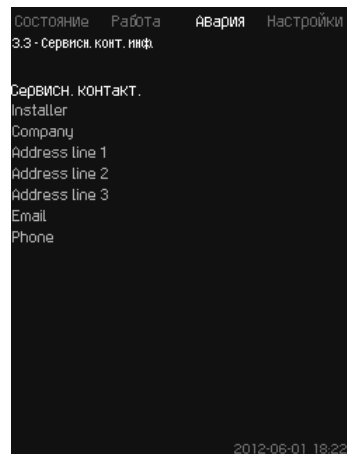 Состояние Работа Авария Настройки
3.3 - Сервисн. конт. инф.
Сервисн. контакт.
Installer
Company
Address line 1
Address line 2
Address line 3
Email
Phone
2012-06-01 18:22